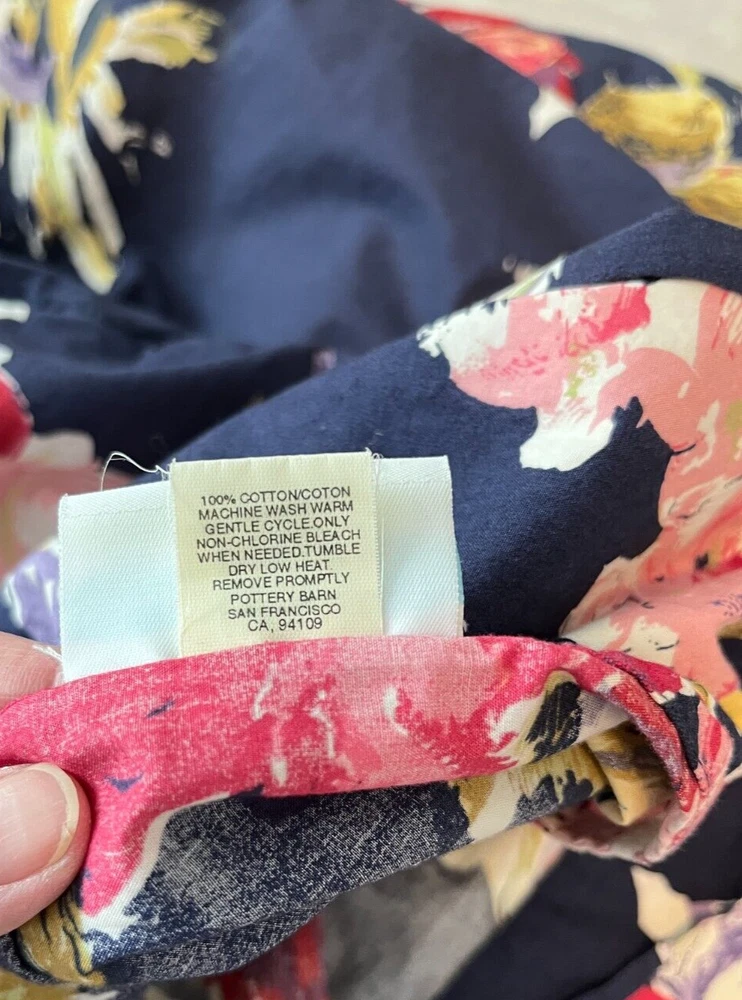 100% COTTON/COTON
MACHINE WASH WARM
GENTLE CYCLE.ONLY
NON-CHLORINE BLEACH
WHEN NEEDED.TUMBLE
DRY LOW HEAT.
REMOVE PROMPTLY
POTTERY BARN
SAN FRANCISCO
CA, 94109